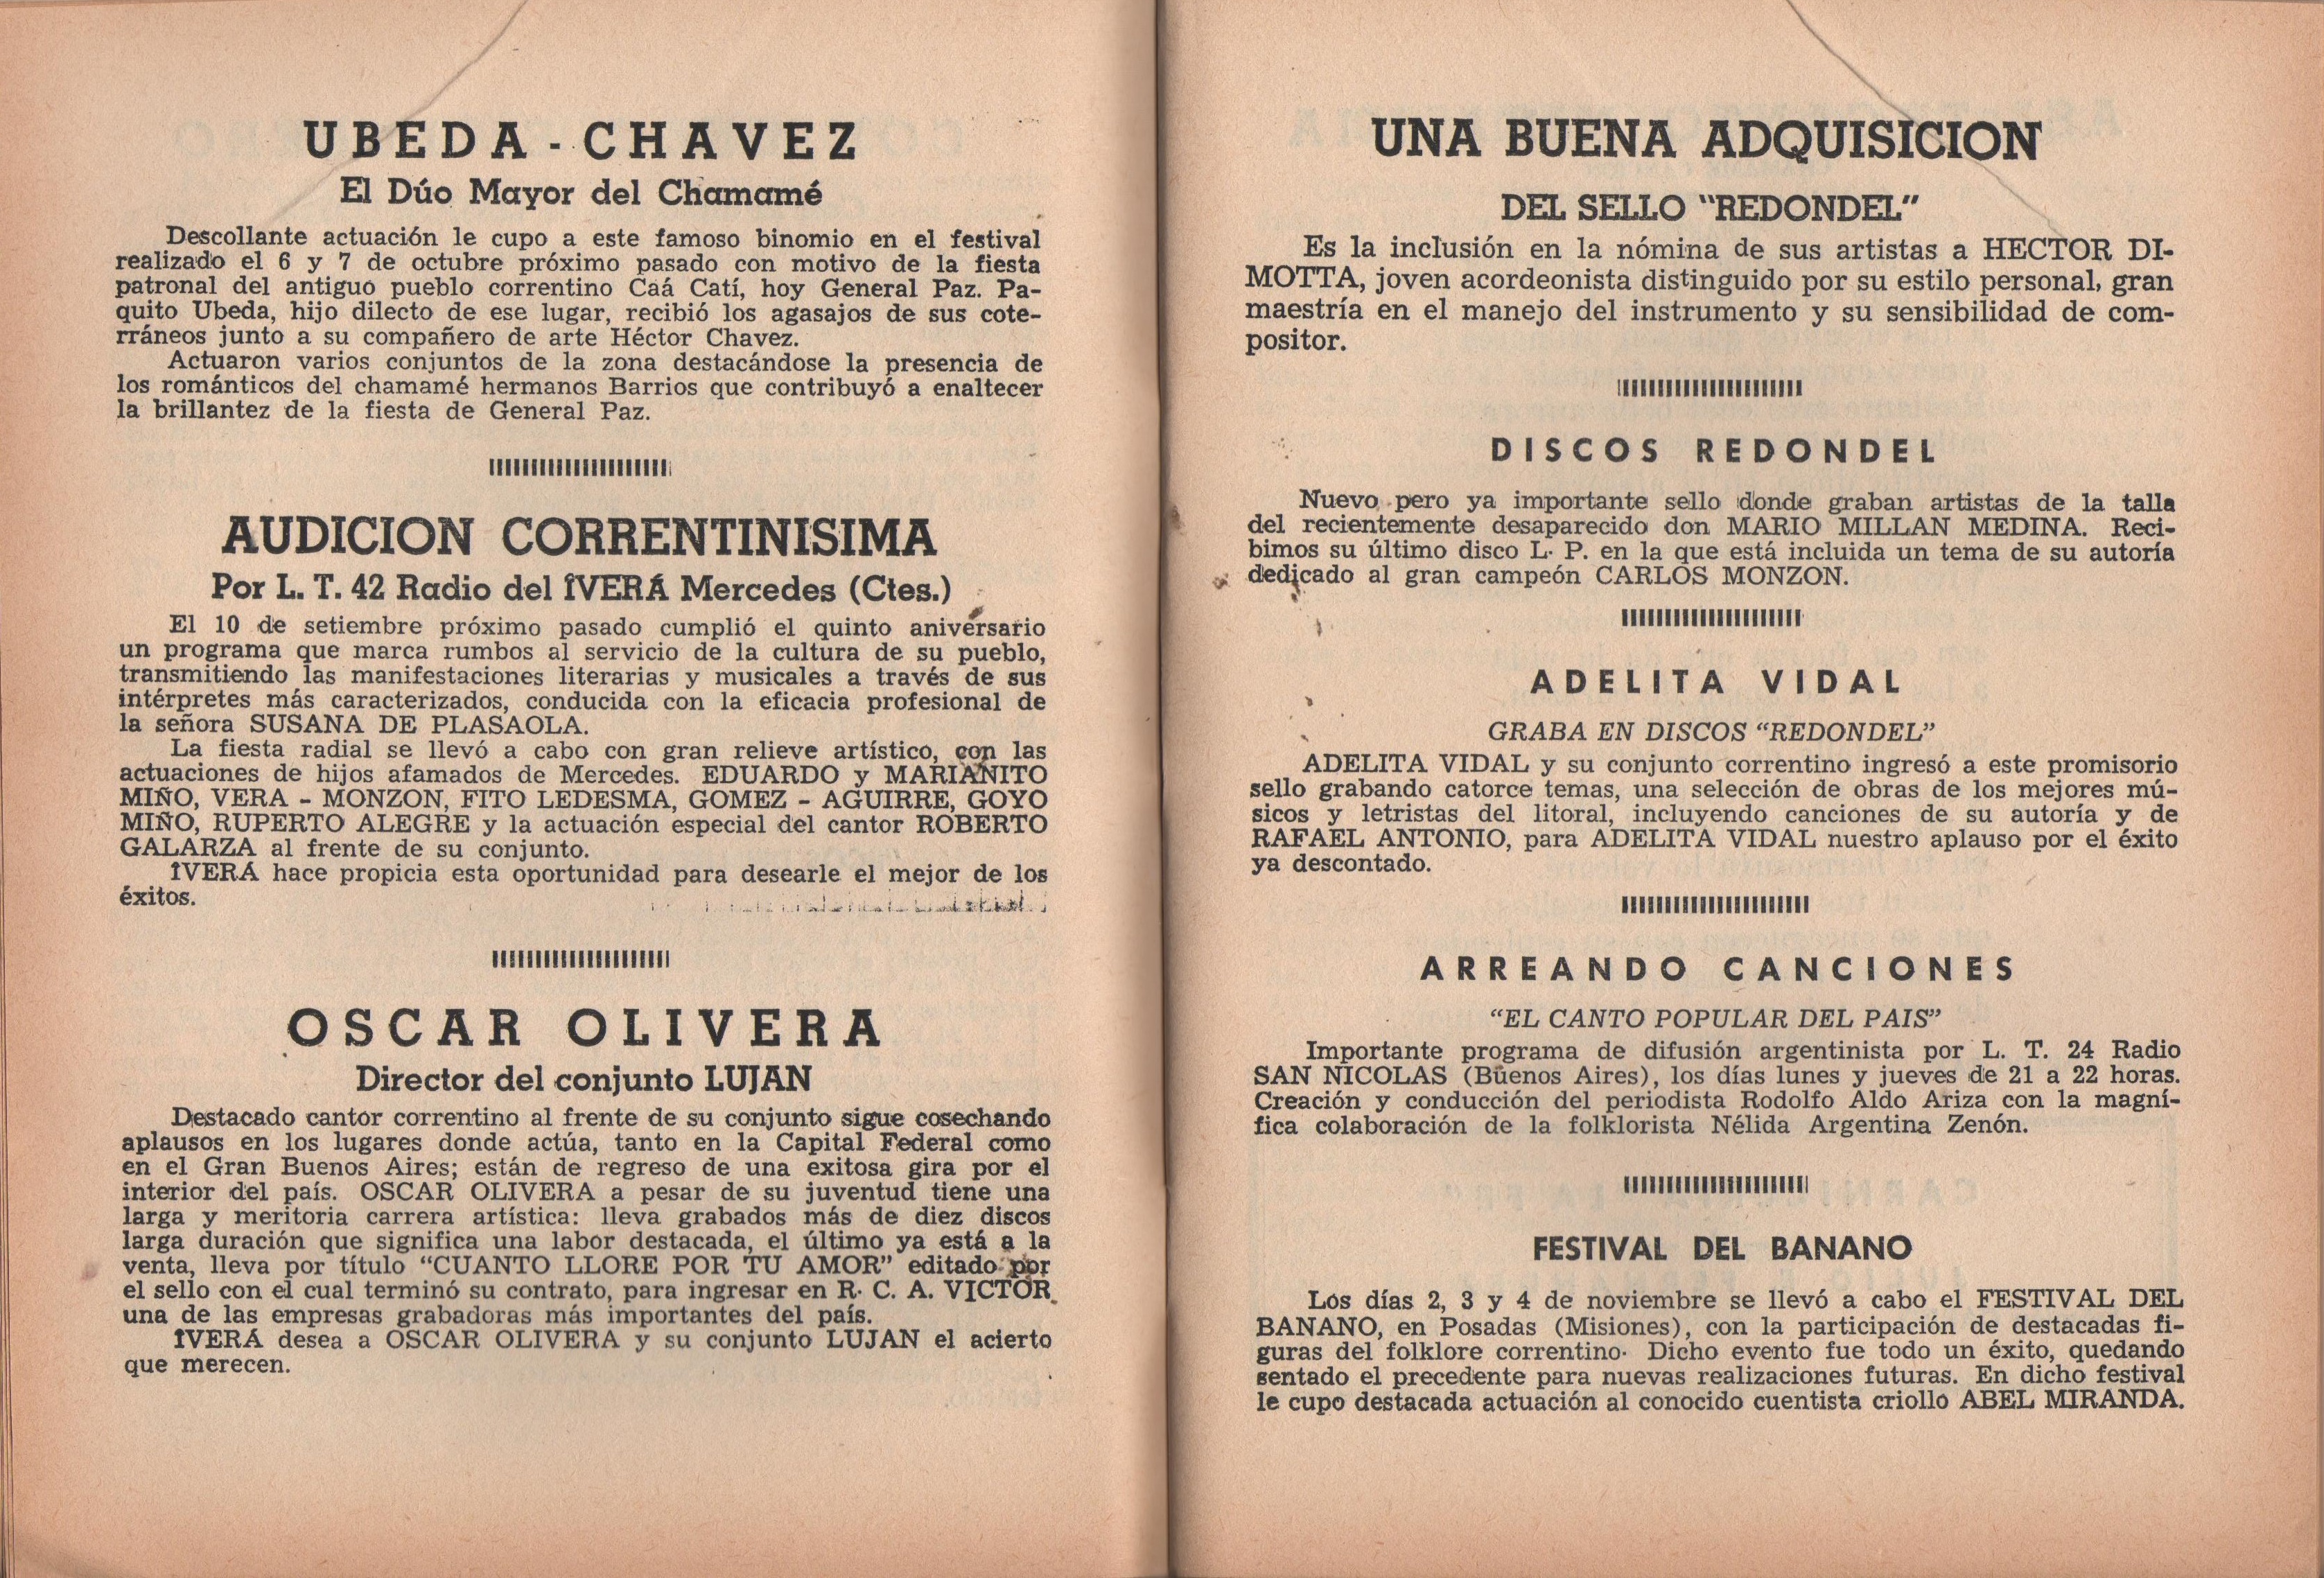 UBEDA - CHAVEZ
El Dúo Mayor del Chamamé
Descollante actuación le cupo a este famoso binomio en el festival
realizado el 6 y 7 de octubre próximo pasado con motivo de la fiesta
patronal del antiguo pueblo correntino Caá Catí, hoy General Paz. Pa-
quito Ubeda, hijo dilecto de ese lugar, recibió los agasajos de sus cote-
rráneos junto a su compañero de arte Héctor Chavez.
Actuaron varios conjuntos de la zona destacándose la presencia de
los románticos del chamamé hermanos Barrios que contribuyó a enaltecer
la brillantez de la fiesta de General Paz.
AUDICION CORRENTINISIMA
Por L. T. 42 Radio del ÎVERÁ Mercedes (Ctes.)
El 10 de setiembre próximo pasado cumplió el quinto aniversario
un programa que marca rumbos al servicio de la cultura de su pueblo,
transmitiendo las manifestaciones literarias y musicales a través de sus
intérpretes más caracterizados, conducida con la eficacia profesional de
la señora SUSANA DE PLASAOLA.
La fiesta radial se llevó a cabo con gran relieve artístico, con las
actuaciones de hijos afamados de Mercedes. EDUARDO y MARIANITO
MIÑO, VERA - MONZON, FITO LEDESMA, GOMEZ - AGUIRRE, GOYO
MIÑO, RUPERTO ALEGRE y la actuación especial del cantor ROBERTO
GALARZA al frente de su conjunto.
ÎVERÁ hace propicia esta oportunidad para desearle el mejor de los
éxitos.
OSCAR OLIVERA
Director del conjunto LUJAN
Destacado cantor correntino al frente de su conjunto sigue cosechando
aplausos en los lugares donde actúa, tanto en la Capital Federal como
en el Gran Buenos Aires; están de regreso de una exitosa gira por el
interior del país. OSCAR OLIVERA a pesar de su juventud tiene una
larga y meritoria carrera artística: lleva grabados más de diez discos
larga duración que significa una labor destacada, el último ya está a la
venta, lleva por título “CUANTO LLORE POR TU AMOR” editado por
el sello con el cual terminó su contrato, para ingresar en R. C. A. VICTOR
una de las empresas grabadoras más importantes del país.
ÎVERÁ desea a OSCAR OLIVERA y su conjunto LUJAN el acierto
que merecen.
UNA BUENA ADQUISICION
DEL SELLO “REDONDEL”
Es la inclusión en la nómina de sus artistas a HECTOR DI-
MOTTA, joven acordeonista distinguido por su estilo personal, gran
maestría en el manejo del instrumento y su sensibilidad de com-
positor.
DISCOS REDONDEL
Nuevo pero ya importante sello donde graban artistas de la talla
del recientemente desaparecido don MARIO MILLAN MEDINA. Reci-
bimos su último disco L. P. en la que está incluida un tema de su autoría
dedicado al gran campeón CARLOS MONZON.
ADELITA VIDAL
GRABA EN DISCOS “REDONDEL”
ADELITA VIDAL y su conjunto correntino ingresó a este promisorio
sello grabando catorce temas, una selección de obras de los mejores mú-
sicos y letristas del litoral, incluyendo canciones de su autoría y de
RAFAEL ANTONIO, para ADELITA VIDAL nuestro aplauso por el éxito
ya descontado.
ARREANDO CANCIONES
“EL CANTO POPULAR DEL PAIS”
Importante programa de difusión argentinista por L. T. 24 Radio
SAN NICOLAS (Buenos Aires), los días lunes y jueves de 21 a 22 horas.
Creación y conducción del periodista Rodolfo Aldo Ariza con la magní-
fica colaboración de la folklorista Nélida Argentina Zenón.
FESTIVAL DEL BANANO
Los días 2, 3 y 4 de noviembre se llevó a cabo el FESTIVAL DEL
BANANO, en Posadas (Misiones), con la participación de destacadas fi-
guras del folklore correntino. Dicho evento fue todo un éxito, quedando
sentado el precedente para nuevas realizaciones futuras. En dicho festival
le cupo destacada actuación al conocido cuentista criollo ABEL MIRANDA.